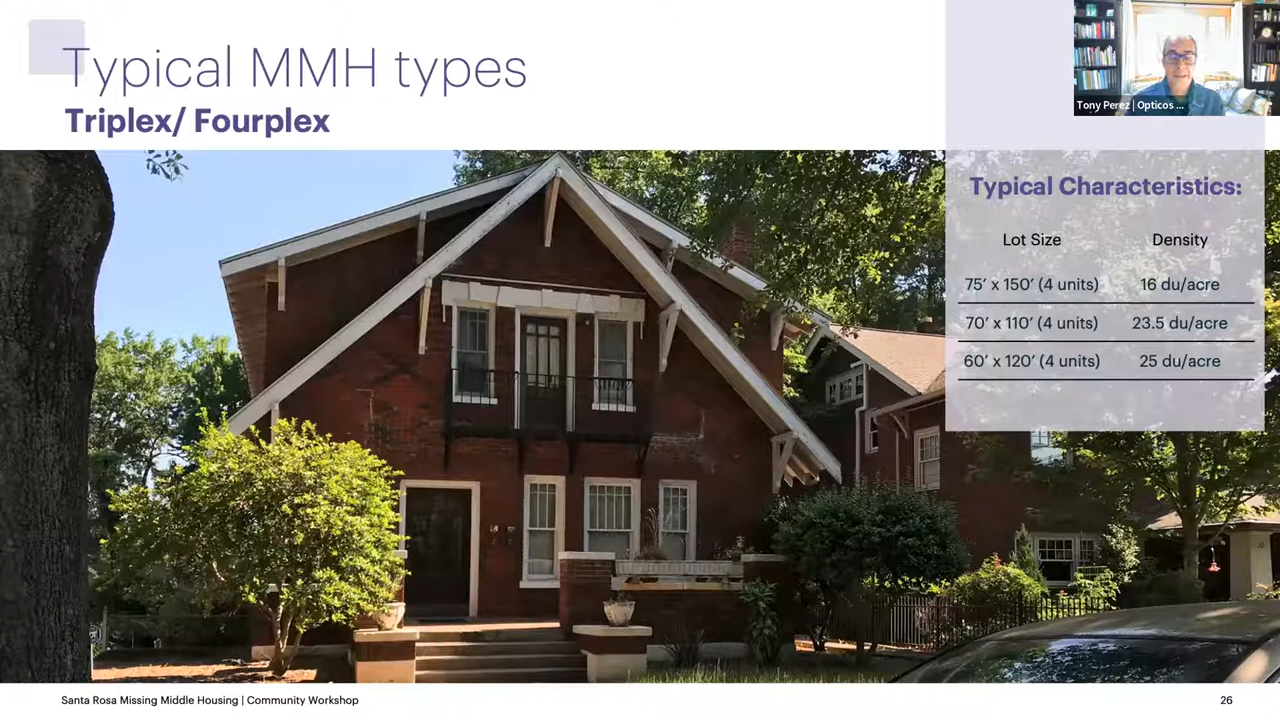 Typical MMH types
Triplex/ Fourplex
Tony Perez | Opticos ...
Typical Characteristics:
Lot Size Density
75’ x 150’ (4 units) 16 du/acre
70’ x 110’ (4 units) 23.5 du/acre
60’ x 120’ (4 units) 25 du/acre
Santa Rosa Missing Middle Housing | Community Workshop
26